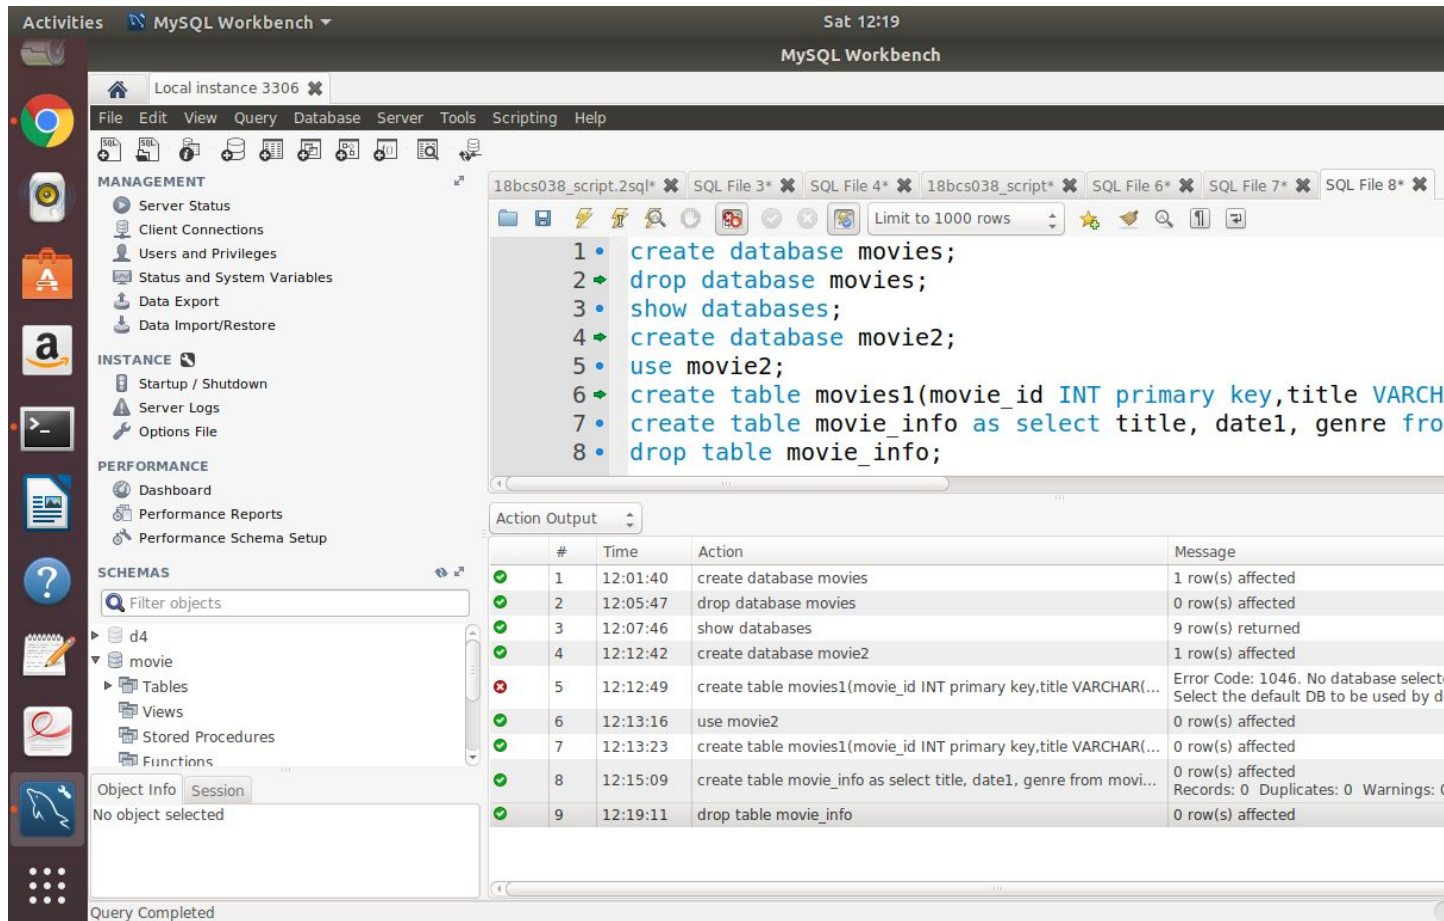 Activities MySQL Workbench Sat 12:19
MySQL Workbench
Local instance 3306
File Edit View Query Database Server Tools Scripting Help
MANAGEMENT
Server Status
Client Connections
Users and Privileges
Status and System Variables
Data Export
Data Import/Restore
INSTANCE
Startup / Shutdown
Server Logs
Options File
PERFORMANCE
Dashboard
Performance Reports
Performance Schema Setup
SCHEMAS
Filter objects
d4
movie
Tables
Views
Stored Procedures
Functions
Object Info Session
No object selected
Query Completed
18bcs038_script.2sql* SQL File 3* SQL File 4* 18bcs038_script* SQL File 6* SQL File 7* SQL File 8*
Limit to 1000 rows
1 create database movies;
2 drop database movies;
3 show databases;
4 create database movie2;
5 use movie2;
6 create table movies1(movie_id INT primary key,title VARCH
7 create table movie_info as select title, date1, genre fro
8 drop table movie_info;
Action Output
# Time Action Message
1 12:01:40 create database movies 1 row(s) affected
2 12:05:47 drop database movies 0 row(s) affected
3 12:07:46 show databases 9 row(s) returned
4 12:12:42 create database movie2 1 row(s) affected
5 12:12:49 create table movies1(movie_id INT primary key,title VARCHAR(... Error Code: 1046. No database selecte
Select the default DB to be used by d
6 12:13:16 use movie2 0 row(s) affected
7 12:13:23 create table movies1(movie_id INT primary key,title VARCHAR(... 0 row(s) affected
8 12:15:09 create table movie_info as select title, date1, genre from movi... 0 row(s) affected
Records: 0 Duplicates: 0 Warnings: 0
9 12:19:11 drop table movie_info 0 row(s) affected